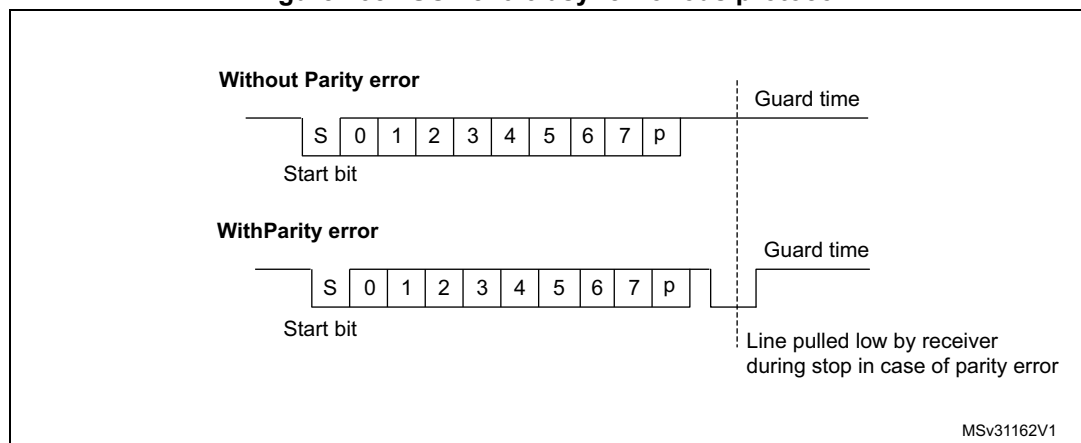 Without Parity error
Guard time
S 0 1 2 3 4 5 6 7 p
Start bit
WithParity error
Guard time
S 0 1 2 3 4 5 6 7 p
Start bit
Line pulled low by receiver
during stop in case of parity error
MSv31162V1